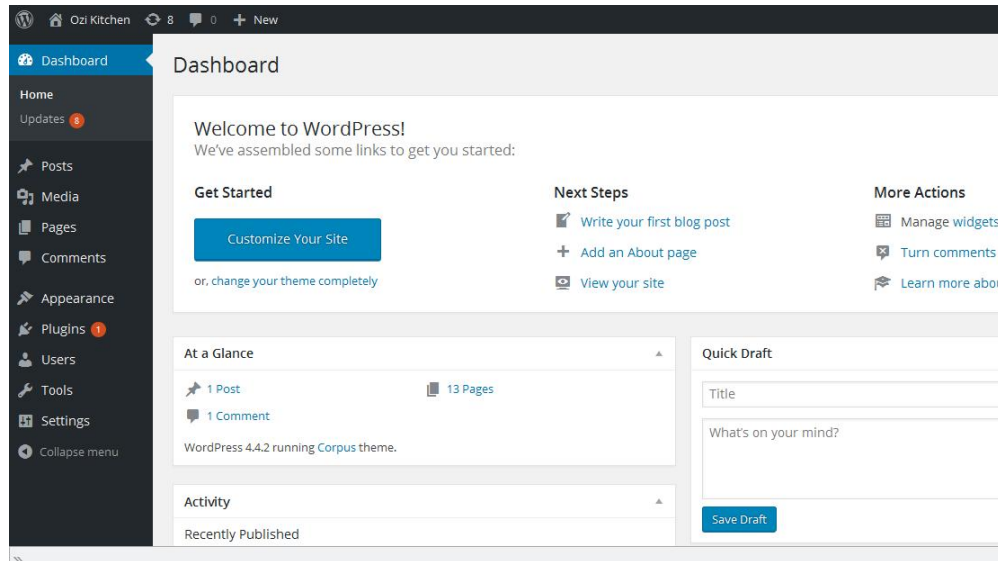 Ozi Kitchen 8 0 + New
Dashboard
Home
Updates 8
Posts
Media
Pages
Comments
Appearance
Plugins 1
Users
Tools
Settings
Collapse menu
Dashboard
Welcome to WordPress!
We've assembled some links to get you started:
Get Started
Customize Your Site
or, change your theme completely
Next Steps
Write your first blog post
Add an About page
View your site
More Actions
Manage widgets
Turn comments
Learn more abou
At a Glance
1 Post
13 Pages
1 Comment
WordPress 4.4.2 running Corpus theme.
Activity
Recently Published
Quick Draft
Title
What's on your mind?
Save Draft